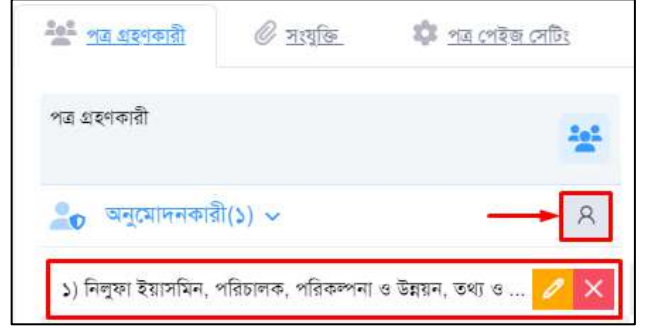 পত্র গ্রহণকারী সংযুক্তি পত্র পেইজ সেটিং
পত্র গ্রহণকারী
অনুমোদনকারী(১)
১) নিলুফা ইয়াসমিন, পরিচালক, পরিকল্পনা ও উন্নয়ন, তথ্য ও ...